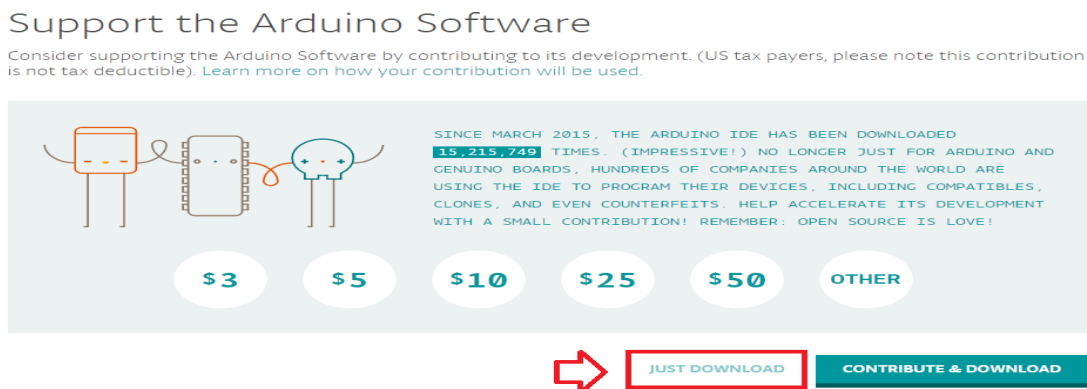 Support the Arduino Software
Consider supporting the Arduino Software by contributing to its development. (US tax payers, please note this contribution
is not tax deductible). Learn more on how your contribution will be used.
SINCE MARCH 2015, THE ARDUINO IDE HAS BEEN DOWNLOADED
15,215,749 TIMES. (IMPRESSIVE!) NO LONGER JUST FOR ARDUINO AND
GENUINO BOARDS, HUNDREDS OF COMPANIES AROUND THE WORLD ARE
USING THE IDE TO PROGRAM THEIR DEVICES, INCLUDING COMPATIBLES,
CLONES, AND EVEN COUNTERFEITS. HELP ACCELERATE ITS DEVELOPMENT
WITH A SMALL CONTRIBUTION! REMEMBER: OPEN SOURCE IS LOVE!
$3 $5 $10 $25 $50 OTHER
JUST DOWNLOAD CONTRIBUTE & DOWNLOAD